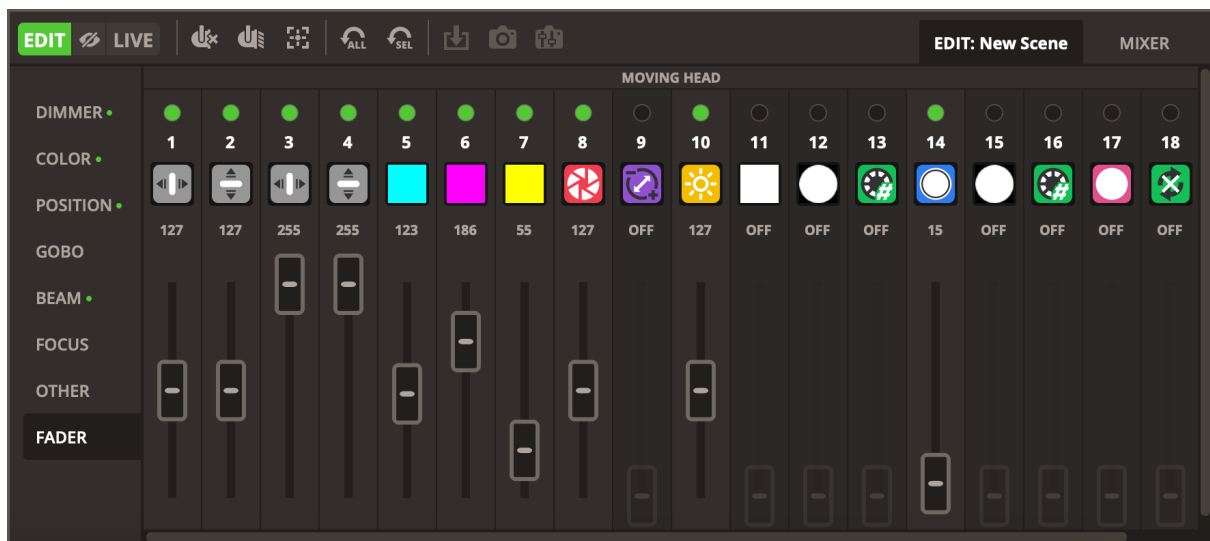 EDIT LIVE ALL SEL EDIT: New Scene MIXER
MOVING HEAD
DIMMER
COLOR
POSITION
GOBO
BEAM
FOCUS
OTHER
FADER
1 2 3 4 5 6 7 8 9 10 11 12 13 14 15 16 17 18
# #
127 127 255 255 123 186 55 127 OFF 127 OFF OFF OFF 15 OFF OFF OFF OFF